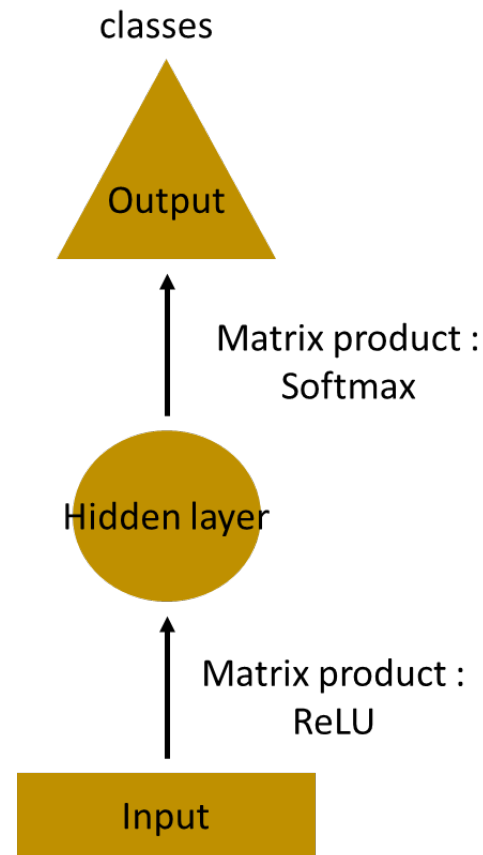 classes
Output
Matrix product :
Softmax
Hidden layer
Matrix product :
ReLU
Input